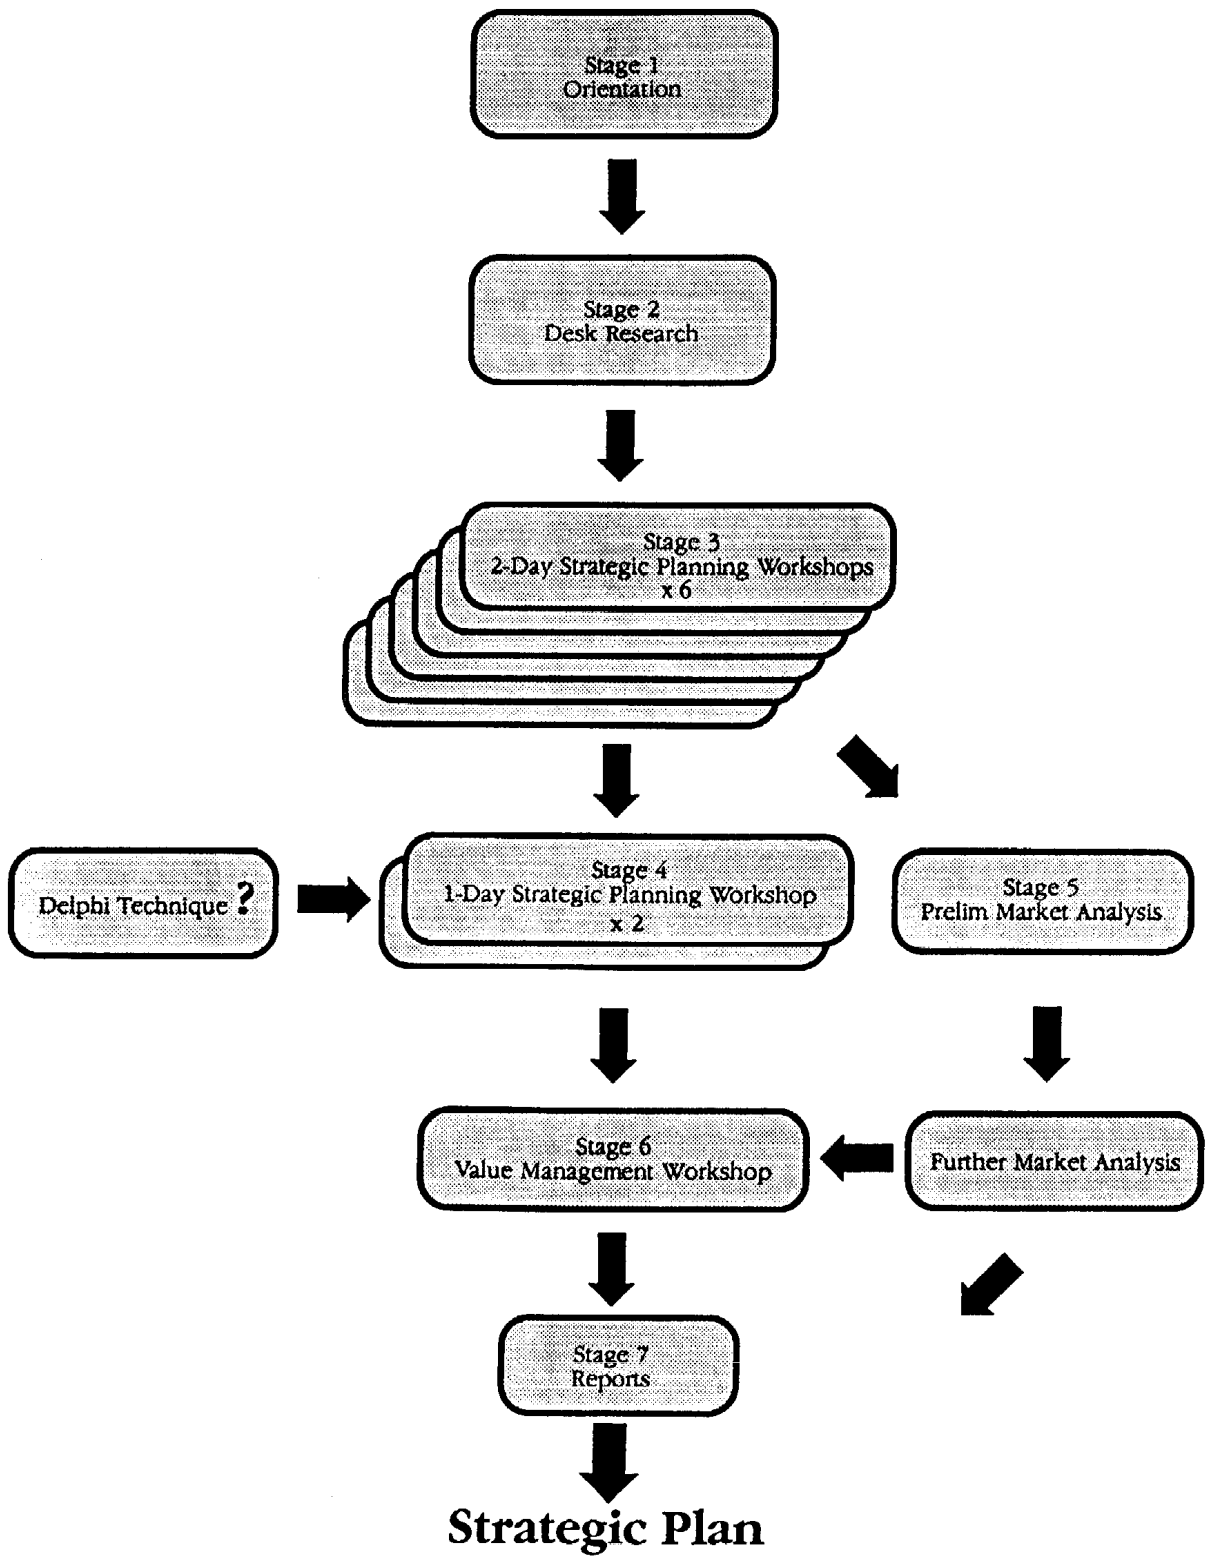 Stage 1
Orientation
Stage 2
Desk Research
Stage 3
2-Day Strategic Planning Workshops
x 6
Delphi Technique ?
Stage 4
1-Day Strategic Planning Workshop
x 2
Stage 5
Prelim Market Analysis
Stage 6
Value Management Workshop
Further Market Analysis
Stage 7
Reports
Strategic Plan